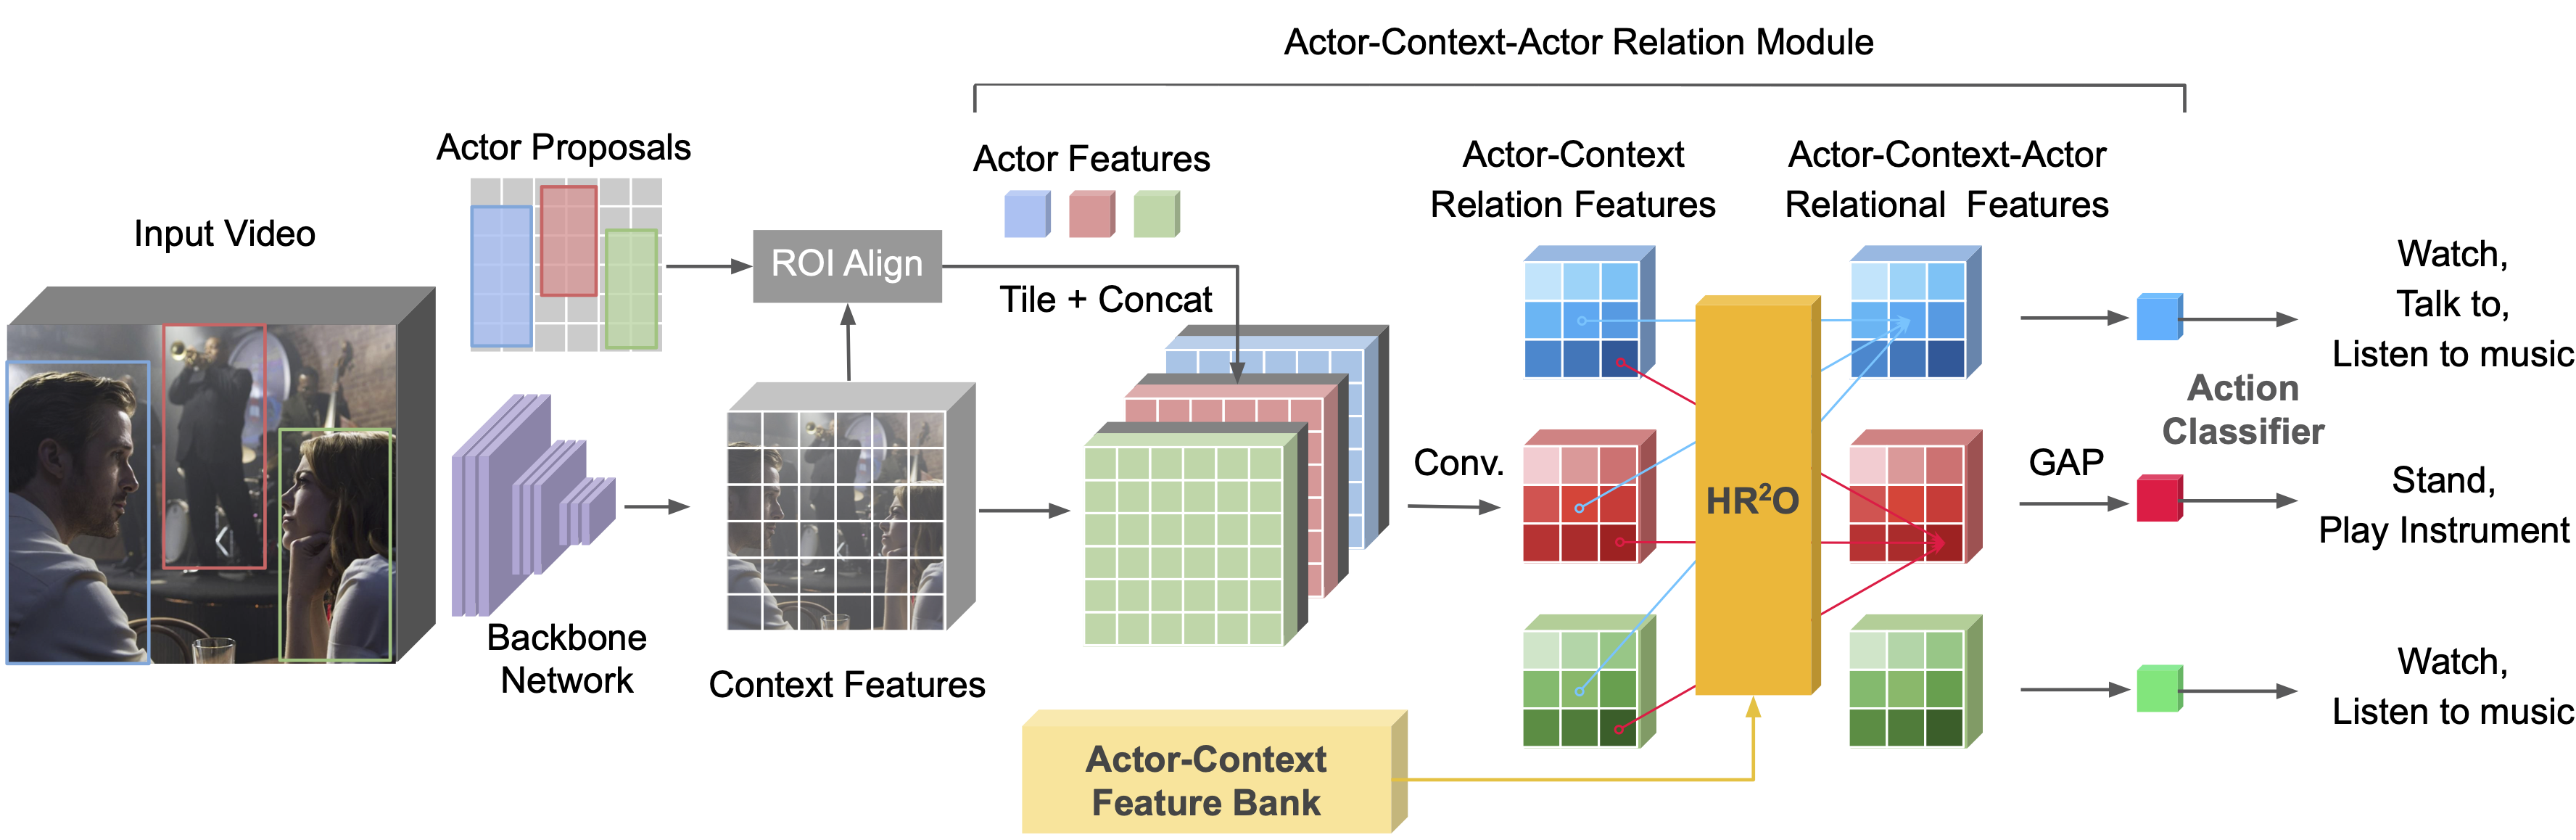 Actor-Context-Actor Relation Module
Actor Proposals
Actor Features
Actor-Context
Relation Features
Actor-Context-Actor
Relational Features
Input Video
ROI Align
Tile + Concat
Watch,
Talk to,
Listen to music
Action
Classifier
Conv.
HR²O
GAP
Stand,
Play Instrument
Backbone
Network
Context Features
Watch,
Listen to music
Actor-Context
Feature Bank